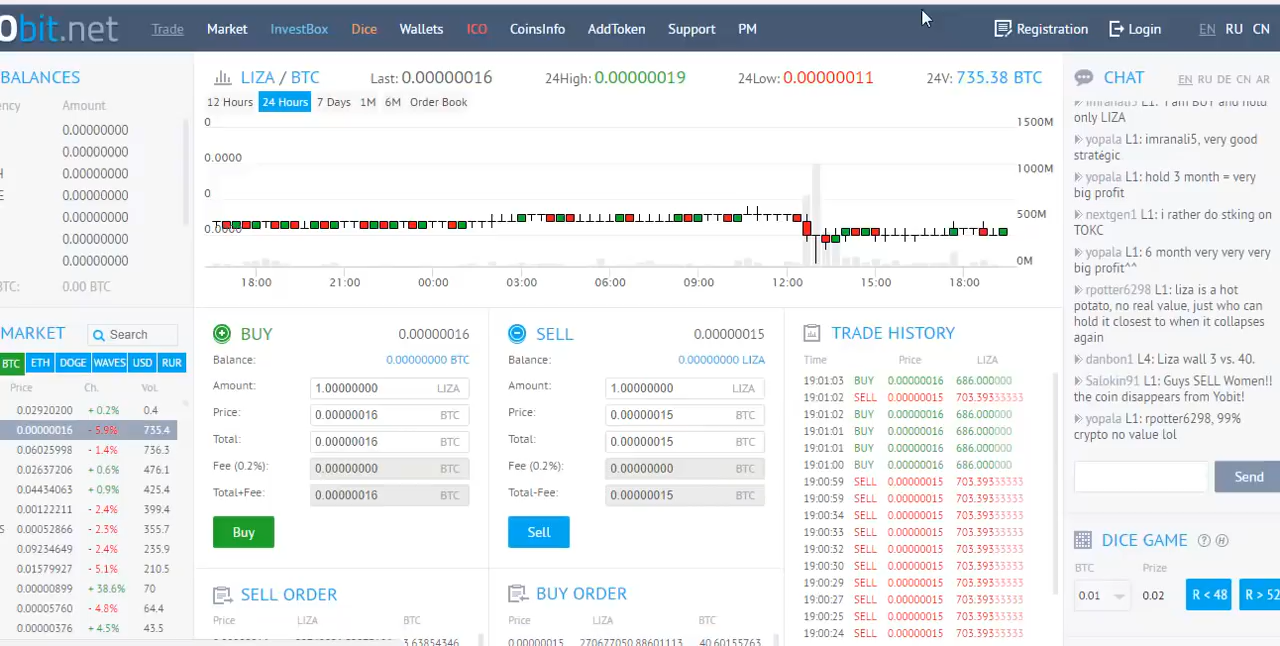 0bit.net Trade Market InvestBox Dice Wallets ICO CoinsInfo AddToken Support PM Registration Login EN RU CN
BALANCES
ency Amount
0.00000000
0.00000000
H 0.00000000
E 0.00000000
0.00000000
0.00000000
0.00000000
BTC: 0.00 BTC
MARKET Search
BTC ETH DOGE WAVES USD RUR
Price Ch. Vol.
0.02920200 + 0.2% 0.4
0.00000016 - 5.9% 735.4
0.06025998 - 1.4% 736.3
0.02637206 + 0.6% 476.1
0.04434063 + 0.9% 425.4
0.00122211 - 2.4% 399.4
S 0.00052866 - 2.3% 355.7
0.09234649 - 2.4% 235.9
0.01579927 - 5.1% 210.5
0.00000899 + 38.6% 70
0.00005760 - 4.8% 64.4
0.00000376 + 4.5% 43.5
LIZA / BTC Last: 0.00000016 24High: 0.00000019 24Low: 0.00000011 24V: 735.38 BTC
12 Hours 24 Hours 7 Days 1M 6M Order Book
0 1500M
0.0000 1000M
0 500M
0.0000 0M
18:00 21:00 00:00 03:00 06:00 09:00 12:00 15:00 18:00
BUY 0.00000016
Balance: 0.00000000 BTC
Amount: 1.00000000 LIZA
Price: 0.00000016 BTC
Total: 0.00000016 BTC
Fee (0.2%): 0.00000000 BTC
Total+Fee: 0.00000016 BTC
Buy
SELL 0.00000015
Balance: 0.00000000 LIZA
Amount: 1.00000000 LIZA
Price: 0.00000015 BTC
Total: 0.00000015 BTC
Fee (0.2%): 0.00000000 BTC
Total-Fee: 0.00000015 BTC
Sell
SELL ORDER
Price LIZA BTC
3.63854346
BUY ORDER
Price LIZA BTC
0.00000015 270677050.88601113 40.60155763
TRADE HISTORY
Time Price LIZA
19:01:03 BUY 0.00000016 686.000000
19:01:02 SELL 0.00000015 703.39333333
19:01:02 BUY 0.00000016 686.000000
19:01:01 BUY 0.00000016 686.000000
19:01:01 BUY 0.00000016 686.000000
19:01:00 BUY 0.00000016 686.000000
19:00:59 SELL 0.00000015 703.39333333
19:00:59 SELL 0.00000015 703.39333333
19:00:34 SELL 0.00000015 703.39333333
19:00:33 SELL 0.00000015 703.39333333
19:00:32 SELL 0.00000015 703.39333333
19:00:30 SELL 0.00000015 703.39333333
19:00:29 SELL 0.00000015 703.39333333
19:00:27 SELL 0.00000015 703.39333333
19:00:25 SELL 0.00000015 703.39333333
19:00:24 SELL 0.00000015 703.39333333
CHAT EN RU DE CN AR
imranali5 L1: I am BUY and hold
only LIZA
yopala L1: imranali5, very good
stratégic
yopala L1: hold 3 month = very
big profit
nextgen1 L1: i rather do stking on
TOKC
yopala L1: 6 month very very very
big profit^^
rpotter6298 L1: liza is a hot
potato, no real value, just who can
hold it closest to when it collapses
again
danbon1 L4: Liza wall 3 vs. 40.
Salokin91 L1: Guys SELL Women!!
the coin disappears from Yobit!
yopala L1: rpotter6298, 99%
crypto no value lol
Send
DICE GAME ? H
BTC Prize
0.01 0.02 R < 48 R > 52